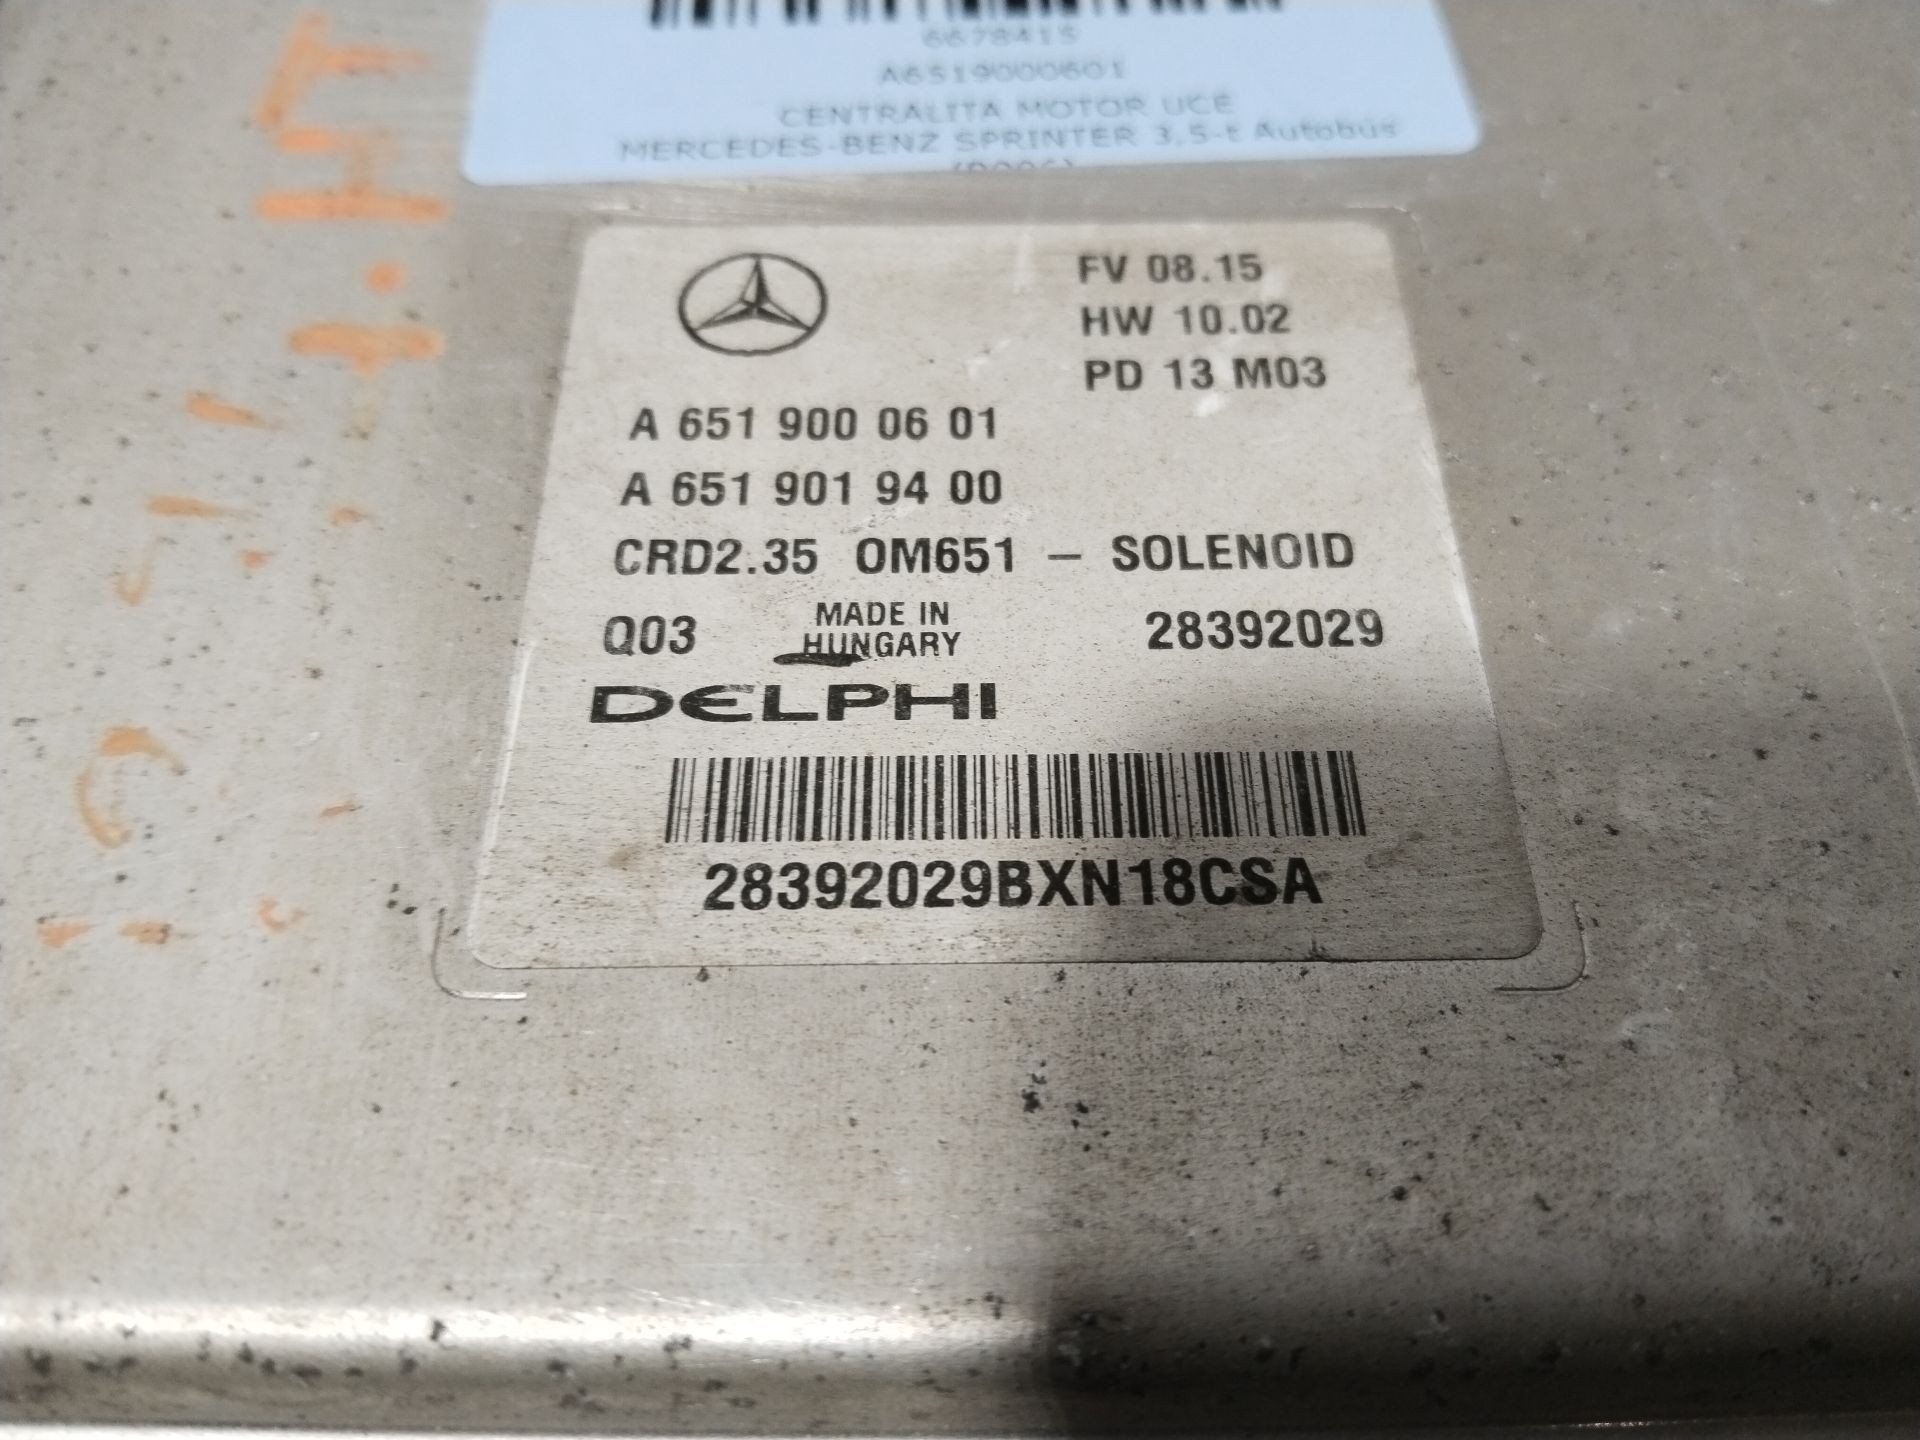 6678415
A6519000601
CENTRALITA MOTOR UCE
MERCEDES-BENZ SPRINTER 3,5-t Autobús
FV 08.15
HW 10.02
PD 13 M03
A 651 900 06 01
A 651 901 94 00
CRD2.35 OM651 – SOLENOID
Q03 MADE IN HUNGARY 28392029
DELPHI
28392029BXN18CSA